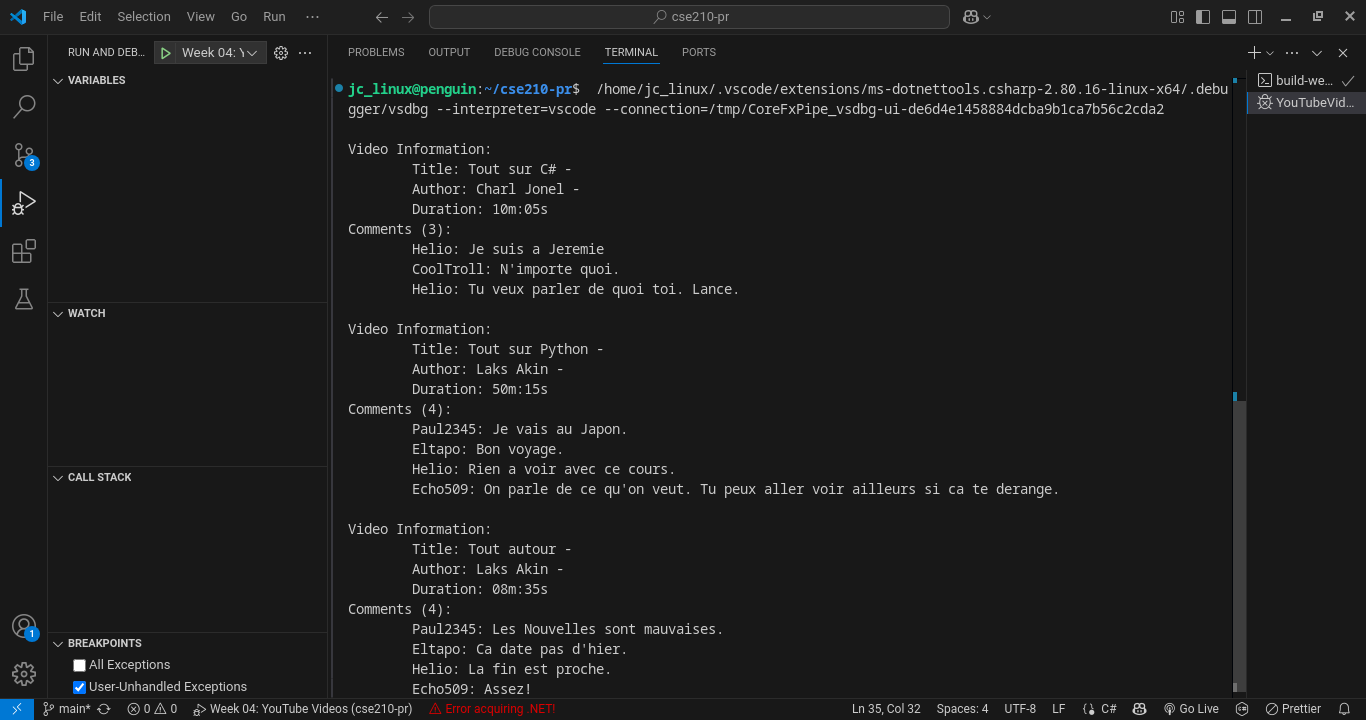 File Edit Selection View Go Run ··· cse210-pr
RUN AND DEB... Week 04: Y ···
VARIABLES
WATCH
CALL STACK
BREAKPOINTS
All Exceptions
User-Unhandled Exceptions
3
1
PROBLEMS OUTPUT DEBUG CONSOLE TERMINAL PORTS
build-we...
YouTubeVid...
jc_linux@penguin:~/cse210-pr$ /home/jc_linux/.vscode/extensions/ms-dotnettools.csharp-2.80.16-linux-x64/.debu
gger/vsdbg --interpreter=vscode --connection=/tmp/CoreFxPipe_vsdbg-ui-de6d4e1458884dcba9b1ca7b56c2cda2
Video Information:
Title: Tout sur C# -
Author: Charl Jonel -
Duration: 10m:05s
Comments (3):
Helio: Je suis a Jeremie
CoolTroll: N'importe quoi.
Helio: Tu veux parler de quoi toi. Lance.
Video Information:
Title: Tout sur Python -
Author: Laks Akin -
Duration: 50m:15s
Comments (4):
Paul2345: Je vais au Japon.
Eltapo: Bon voyage.
Helio: Rien a voir avec ce cours.
Echo509: On parle de ce qu'on veut. Tu peux aller voir ailleurs si ca te derange.
Video Information:
Title: Tout autour -
Author: Laks Akin -
Duration: 08m:35s
Comments (4):
Paul2345: Les Nouvelles sont mauvaises.
Eltapo: Ca date pas d'hier.
Helio: La fin est proche.
Echo509: Assez!
main* 0 0 Week 04: YouTube Videos (cse210-pr) Error acquiring .NET! Ln 35, Col 32 Spaces: 4 UTF-8 LF C# Go Live Prettier